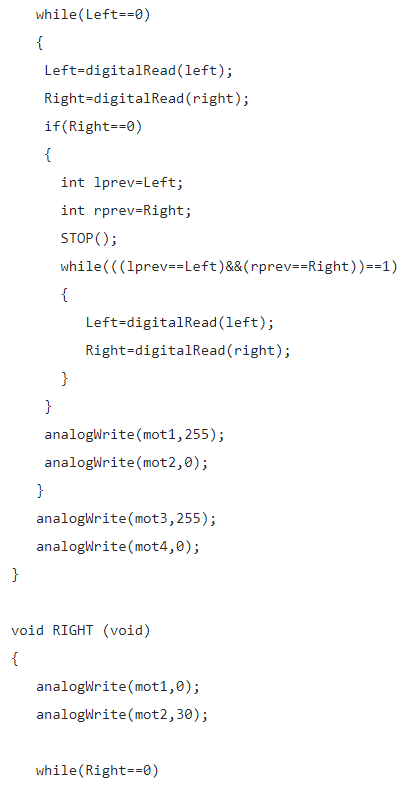 while(Left==0)
{
Left=digitalRead(left);
Right=digitalRead(right);
if(Right==0)
{
int lprev=Left;
int rprev=Right;
STOP();
while(((lprev==Left)&&(rprev==Right))==1)
{
Left=digitalRead(left);
Right=digitalRead(right);
}
}
analogWrite(mot1,255);
analogWrite(mot2,0);
}
analogWrite(mot3,255);
analogWrite(mot4,0);
}
void RIGHT (void)
{
analogWrite(mot1,0);
analogWrite(mot2,30);
while(Right==0)